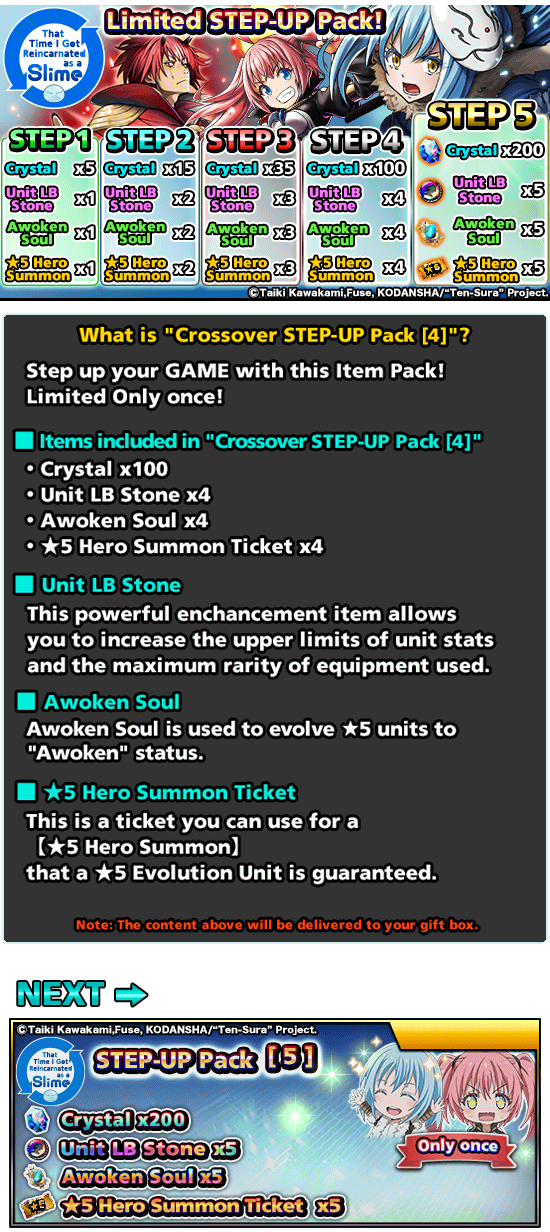 Limited STEP-UP Pack!
That
Time I Got
Reincarnated
as a
Slime
STEP 1
Crystal x5
Unit LB Stone x1
Awoken Soul x1
★5 Hero Summon x1
STEP 2
Crystal x15
Unit LB Stone x2
Awoken Soul x2
★5 Hero Summon x2
STEP 3
Crystal x35
Unit LB Stone x3
Awoken Soul x3
★5 Hero Summon x3
STEP 4
Crystal x100
Unit LB Stone x4
Awoken Soul x4
★5 Hero Summon x4
STEP 5
Crystal x200
Unit LB Stone x5
Awoken Soul x5
★5 Hero Summon x5
©Taiki Kawakami,Fuse, KODANSHA/"Ten-Sura" Project.
What is "Crossover STEP-UP Pack [4]"?
Step up your GAME with this Item Pack!
Limited Only once!
■ Items included in "Crossover STEP-UP Pack [4]"
• Crystal x100
• Unit LB Stone x4
• Awoken Soul x4
• ★5 Hero Summon Ticket x4
■ Unit LB Stone
This powerful enchancement item allows
you to increase the upper limits of unit stats
and the maximum rarity of equipment used.
■ Awoken Soul
Awoken Soul is used to evolve ★5 units to
"Awoken" status.
■ ★5 Hero Summon Ticket
This is a ticket you can use for a
【★5 Hero Summon】
that a ★5 Evolution Unit is guaranteed.
Note: The content above will be delivered to your gift box.
NEXT ➡
©Taiki Kawakami,Fuse, KODANSHA/"Ten-Sura" Project.
That
Time I Got
Reincarnated
as a
Slime
STEP-UP Pack [5]
Crystal x200
Unit LB Stone x5
Awoken Soul x5
★5 Hero Summon Ticket x5
Only once